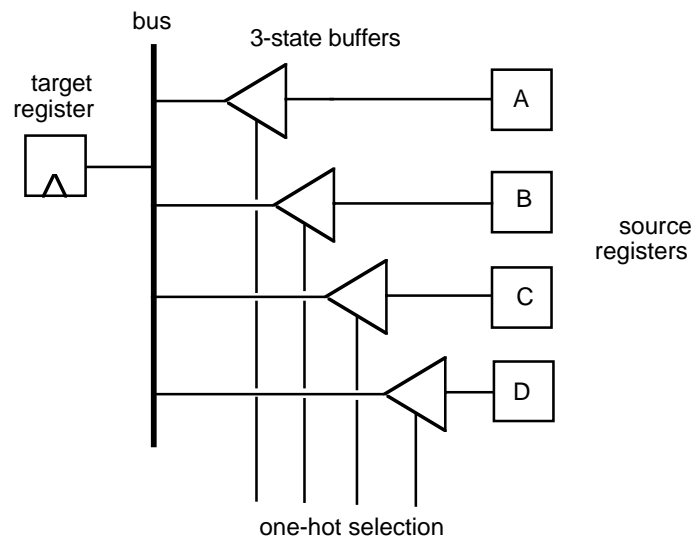 bus
3-state buffers
target
register
A
B
source
registers
C
D
one-hot selection